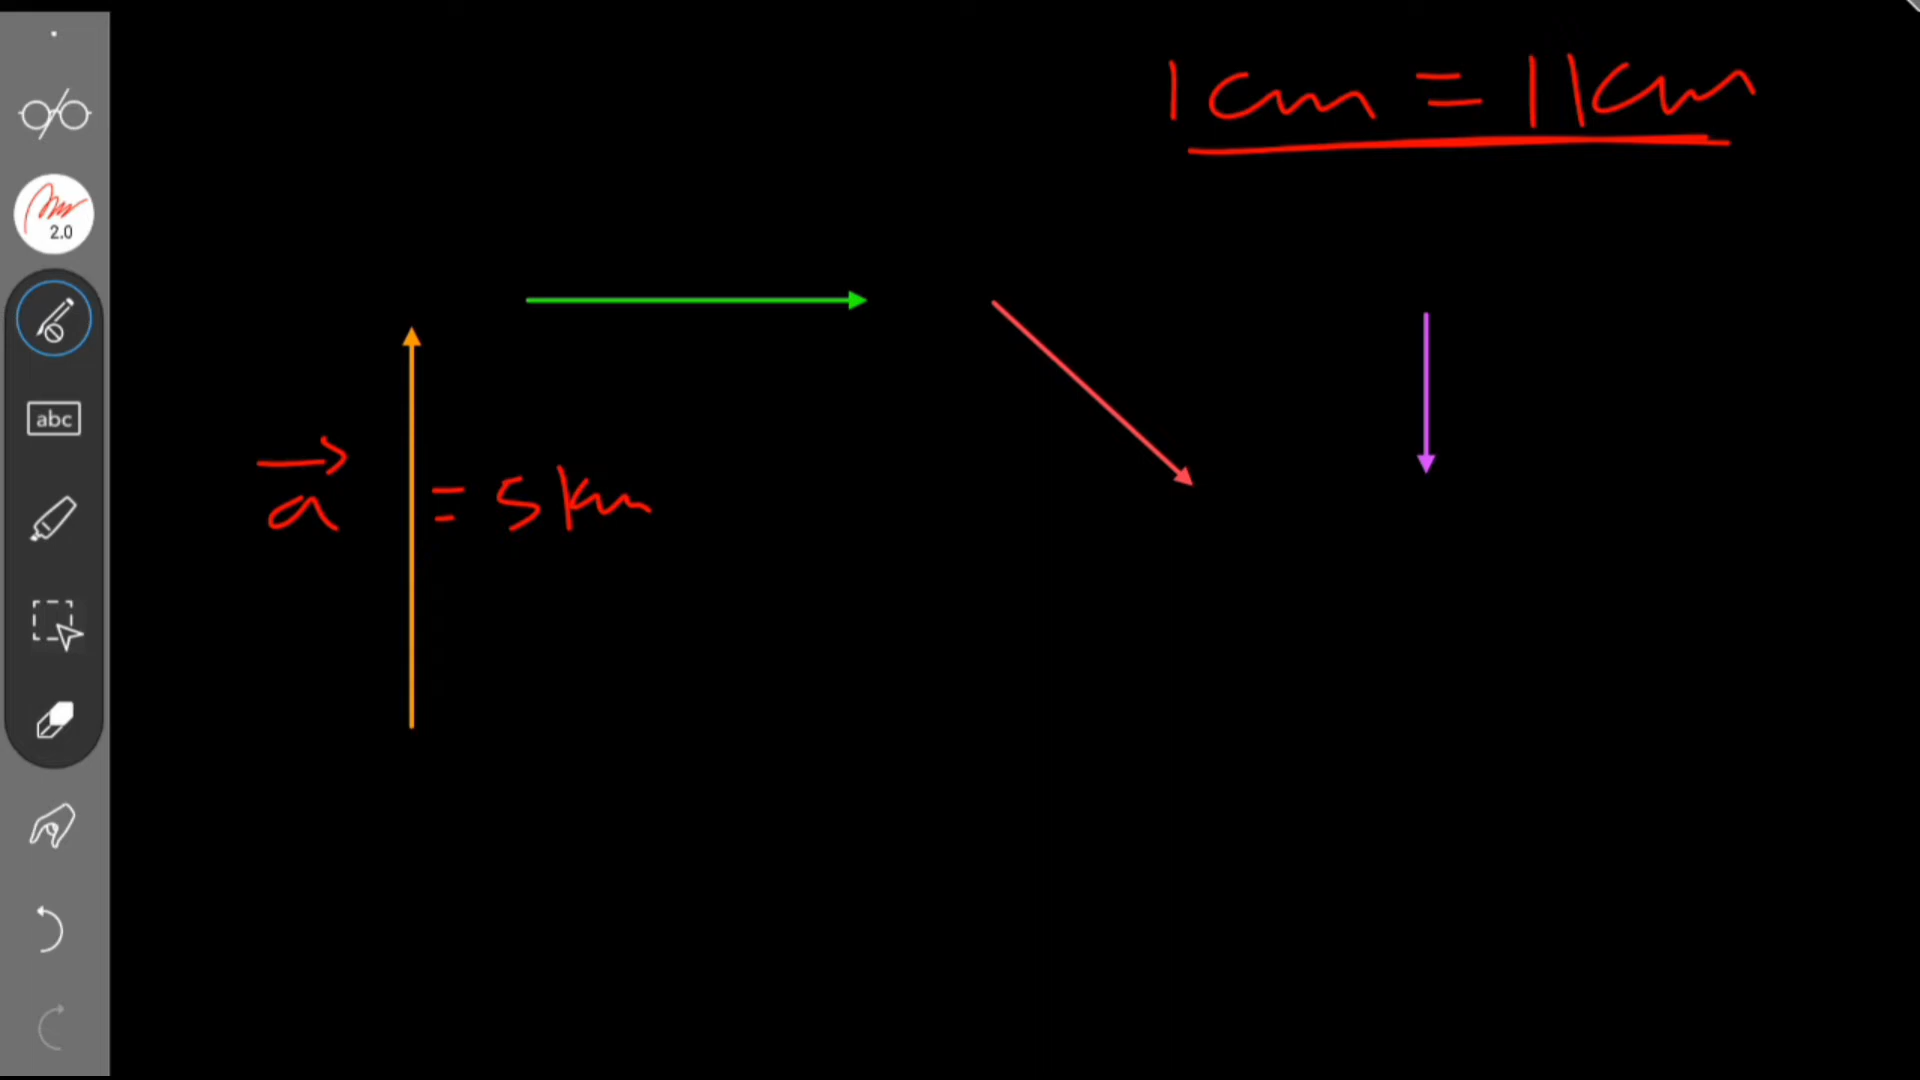 1cm = 1km
2.0
abc
a = 5km